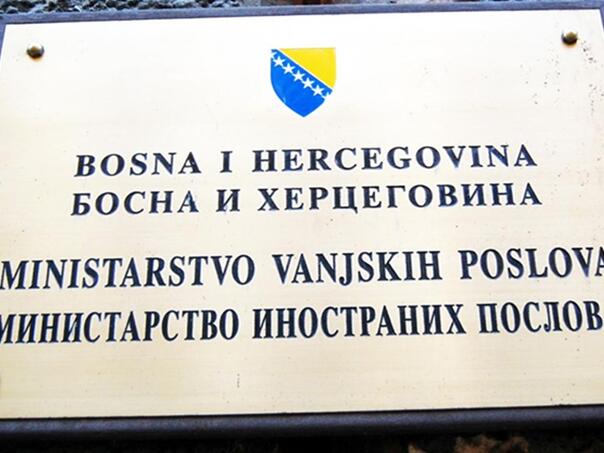 BOSNA I HERCEGOVINA
БОСНА И ХЕРЦЕГОВИНА
MINISTARSTVO VANJSKIH POSLOVA
МИНИСТАРСТВО ИНОСТРАНИХ ПОСЛОВ